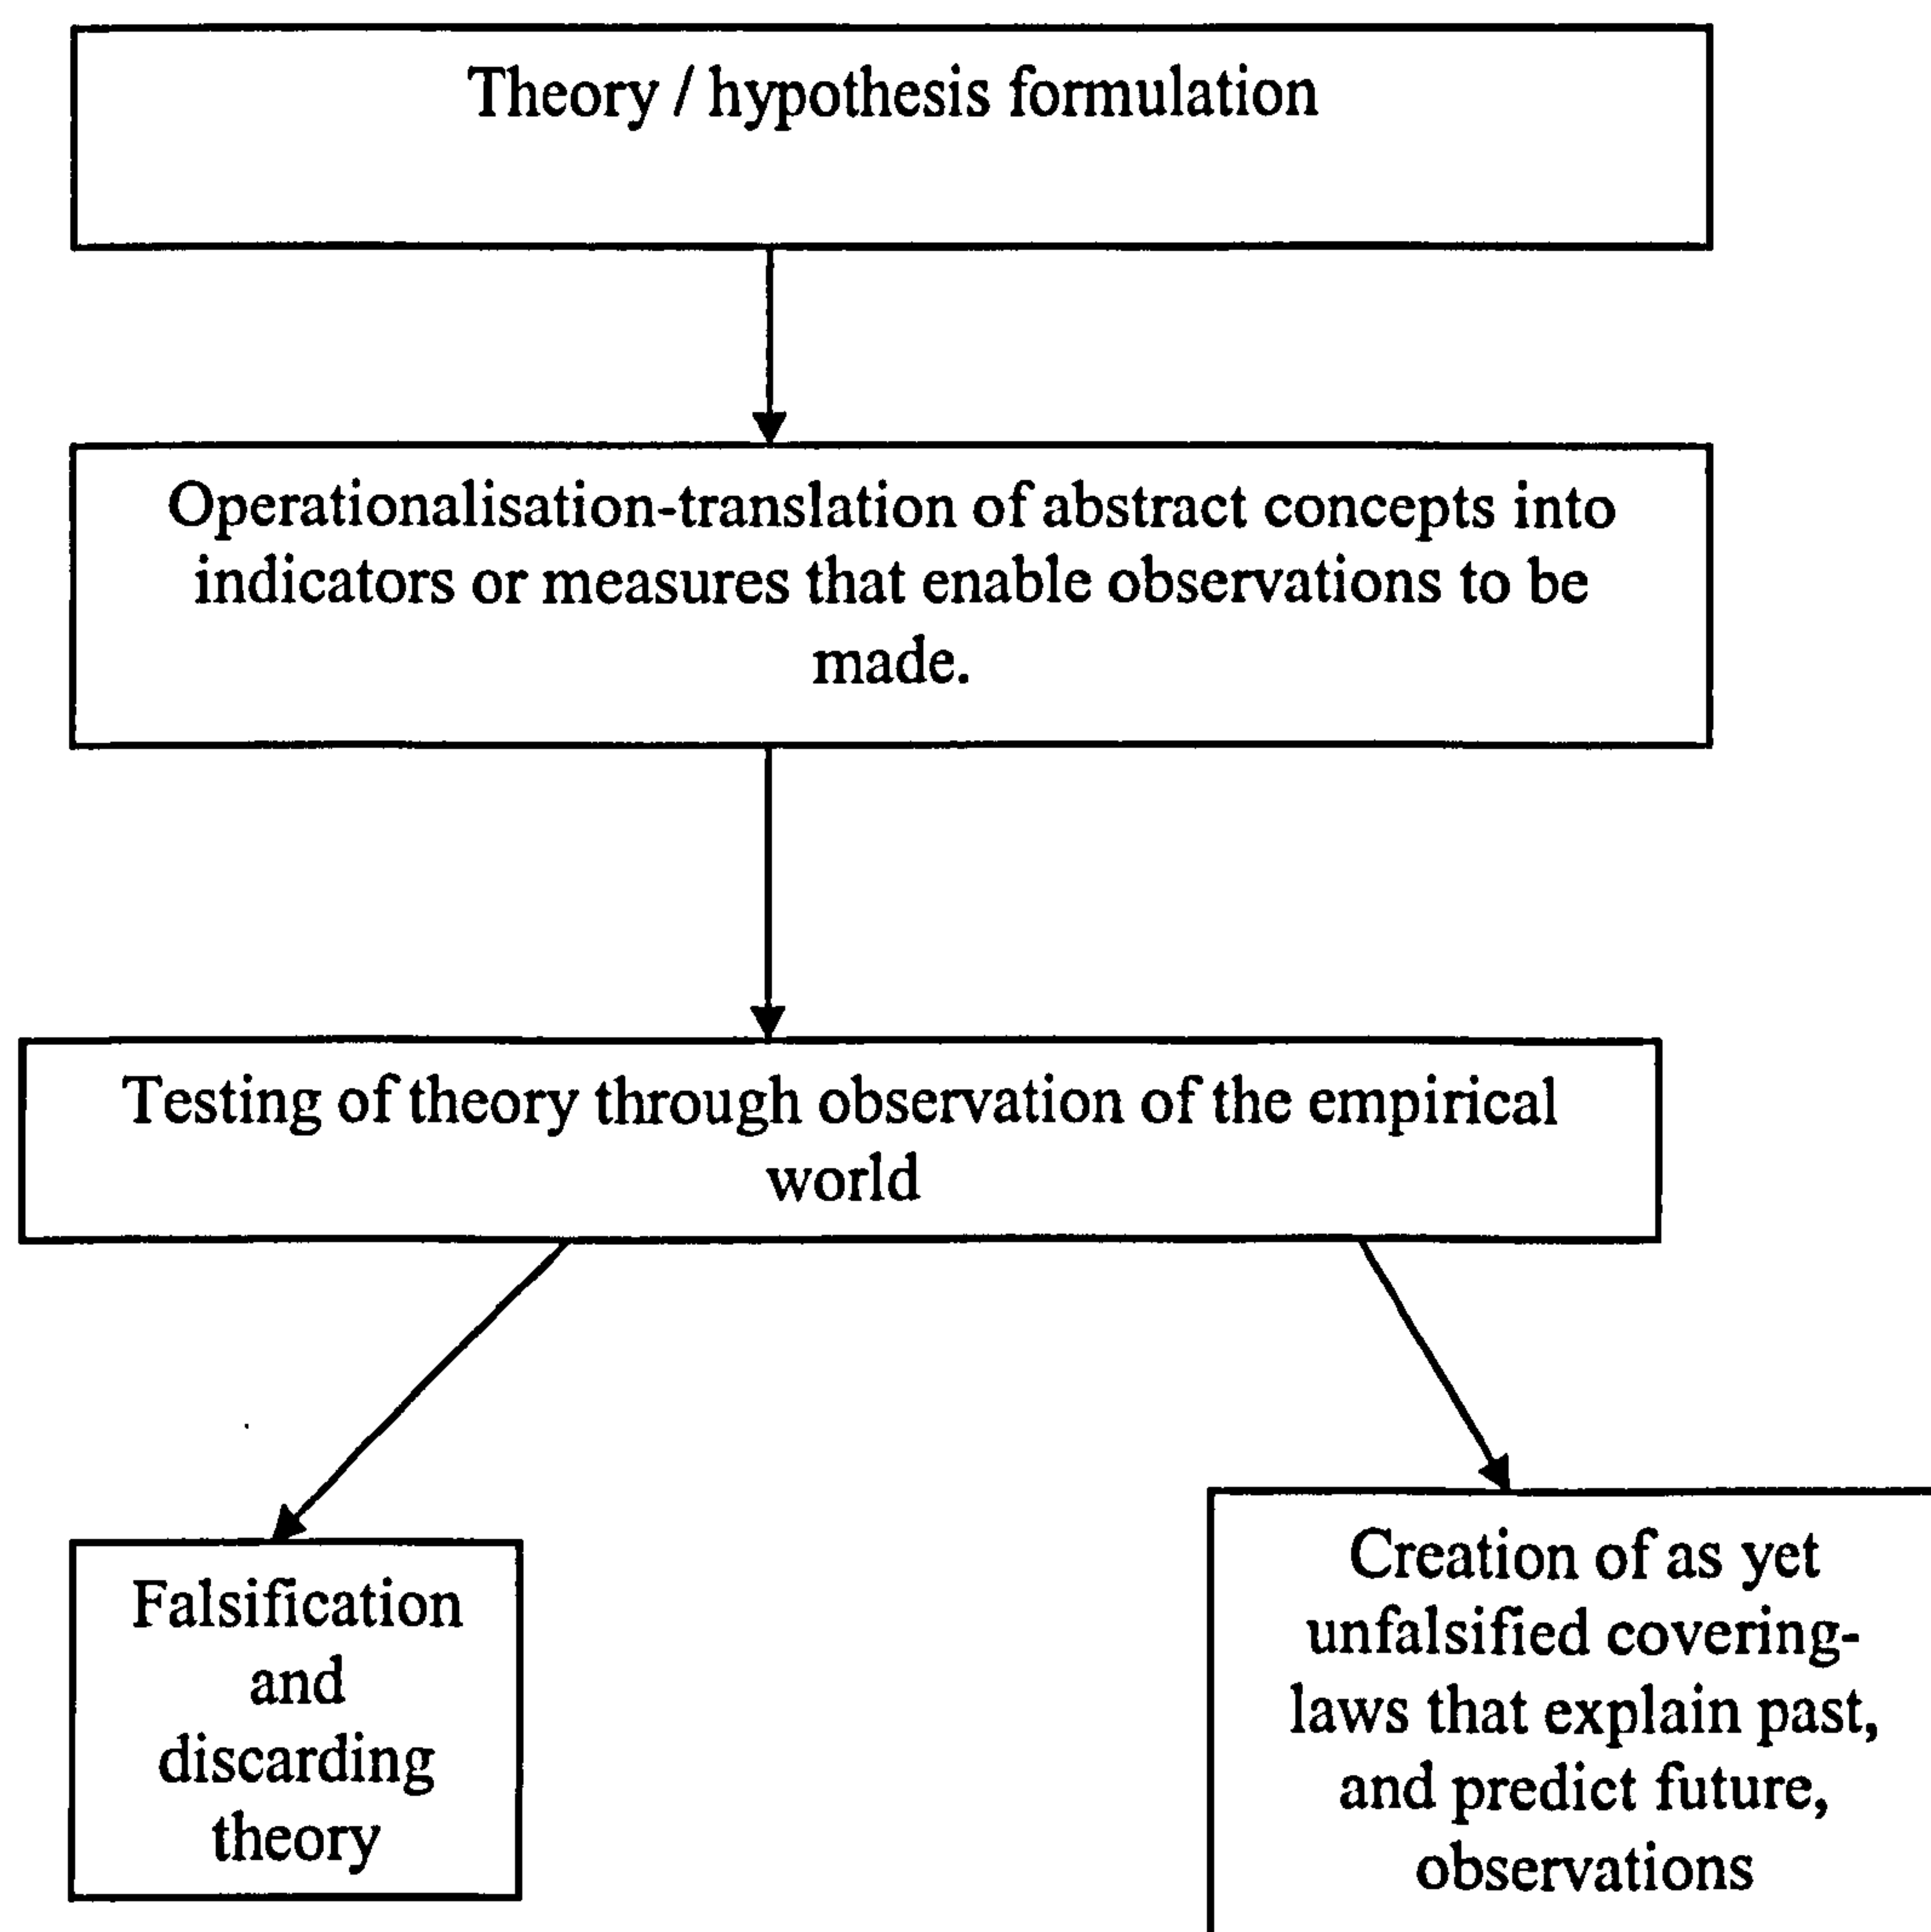 Theory / hypothesis formulation
Operationalisation-translation of abstract concepts into
indicators or measures that enable observations to be
made.
Testing of theory through observation of the empirical
world
Falsification
and
discarding
theory
Creation of as yet
unfalsified covering-
laws that explain past,
and predict future,
observations